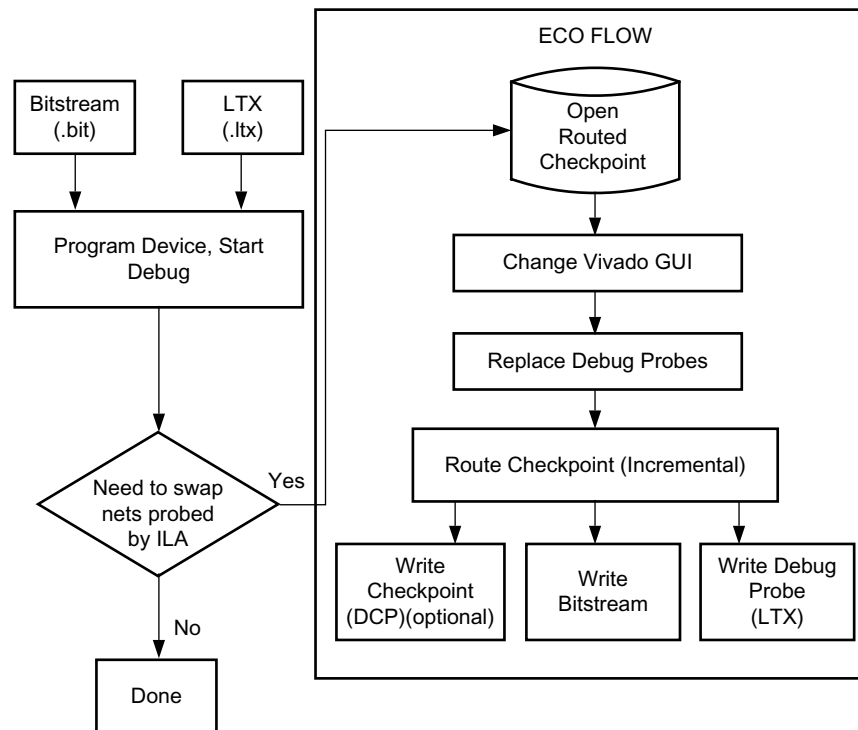 ECO FLOW
Bitstream
(.bit)
LTX
(.ltx)
Open
Routed
Checkpoint
Program Device, Start
Debug
Change Vivado GUI
Replace Debug Probes
Route Checkpoint (Incremental)
Need to swap
nets probed
by ILA
Yes
No
Write
Checkpoint
(DCP)(optional)
Write
Bitstream
Write Debug
Probe
(LTX)
Done